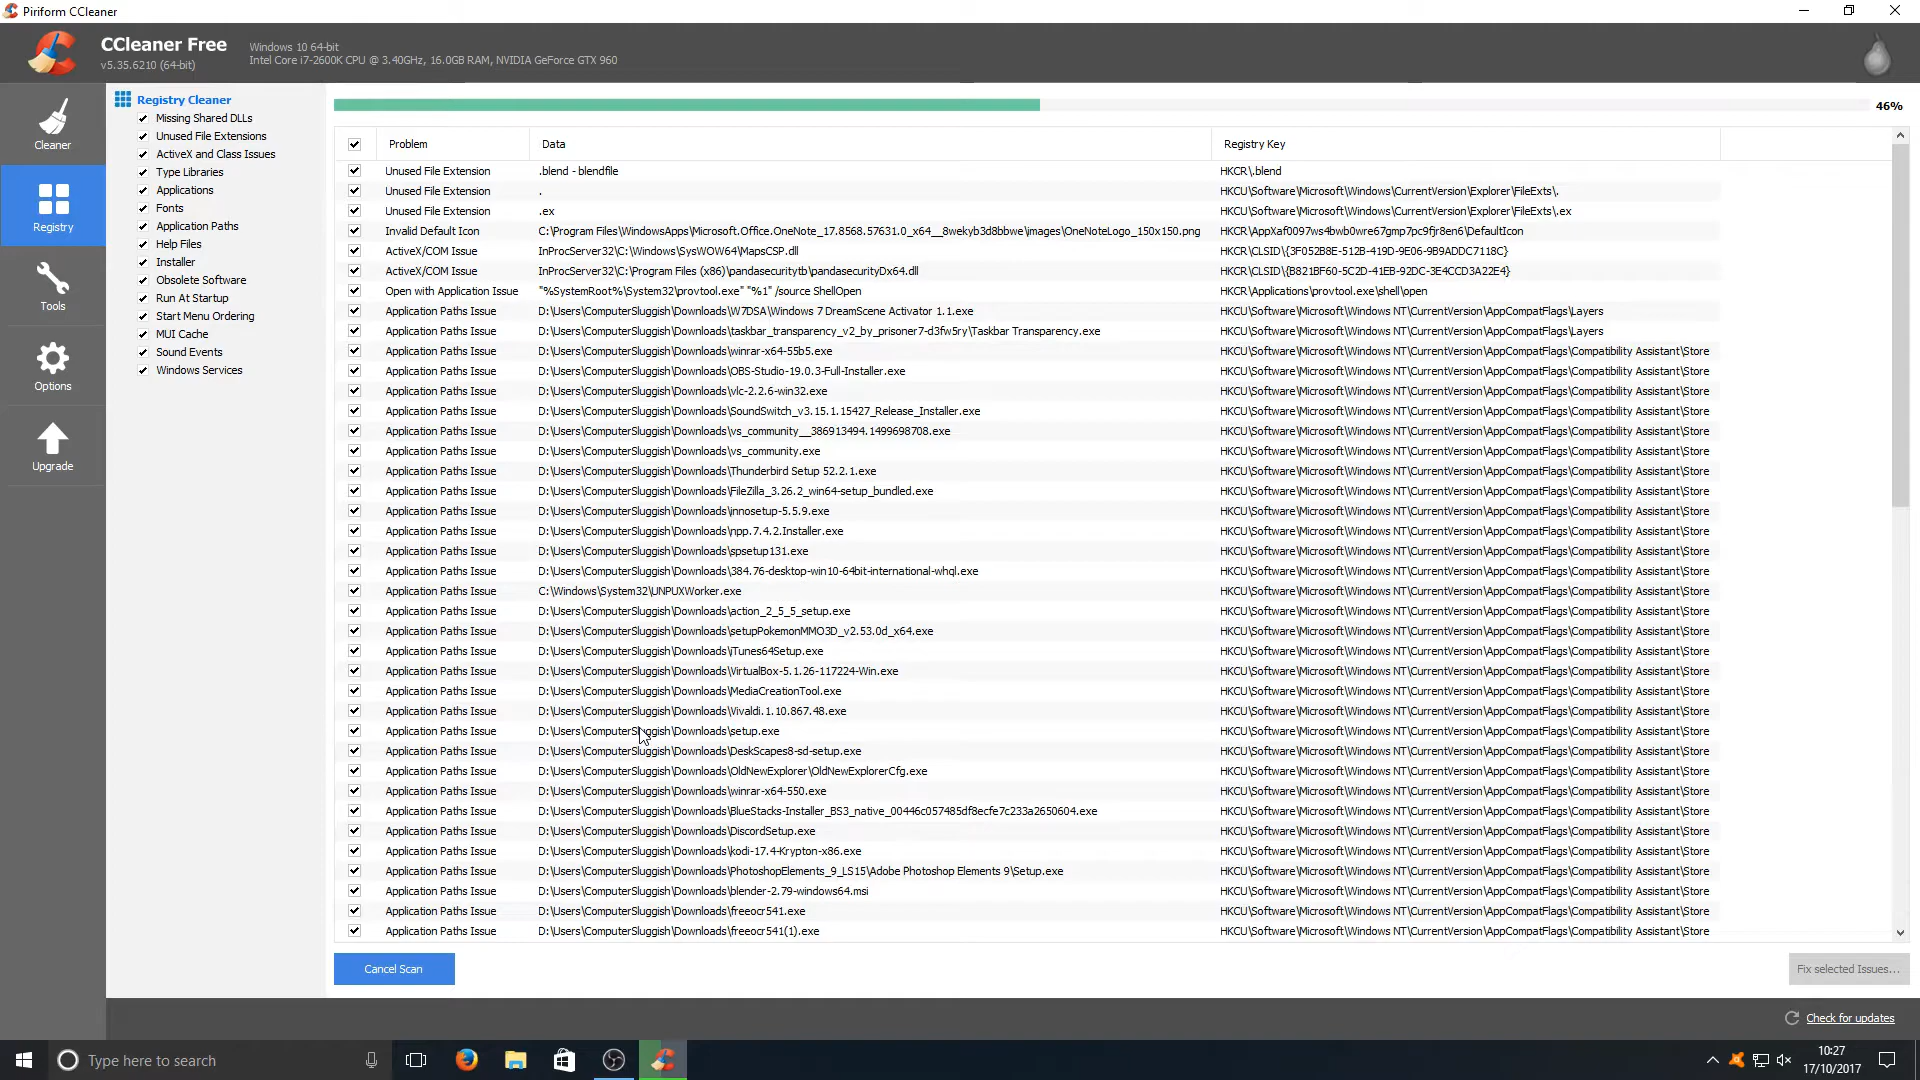 Piriform CCleaner
CCleaner Free
v5.35.6210 (64-bit)
Windows 10 64-bit
Intel Core i7-2600K CPU @ 3.40GHz, 16.0GB RAM, NVIDIA GeForce GTX 960
Cleaner
Registry
Tools
Options
Upgrade
Registry Cleaner
Missing Shared DLLs
Unused File Extensions
ActiveX and Class Issues
Type Libraries
Applications
Fonts
Application Paths
Help Files
Installer
Obsolete Software
Run At Startup
Start Menu Ordering
MUI Cache
Sound Events
Windows Services
46%
Problem Data Registry Key
Unused File Extension .blend - blendfile HKCR\.blend
Unused File Extension . HKCU\Software\Microsoft\Windows\CurrentVersion\Explorer\FileExts\.
Unused File Extension .ex HKCU\Software\Microsoft\Windows\CurrentVersion\Explorer\FileExts\.ex
Invalid Default Icon C:\Program Files\WindowsApps\Microsoft.Office.OneNote_17.8568.57631.0_x64__8wekyb3d8bbwe\images\OneNoteLogo_150x150.png HKCR\AppXaf0097ws4bwb0wre67gmp7pc9fjr8en6\DefaultIcon
ActiveX/COM Issue InProcServer32\C:\Windows\SysWOW64\MapsCSP.dll HKCR\CLSID\{3F052B8E-512B-419D-9E06-9B9ADDC7118C}
ActiveX/COM Issue InProcServer32\C:\Program Files (x86)\pandasecuritytb\pandasecurityDx64.dll HKCR\CLSID\{B821BF60-5C2D-41EB-92DC-3E4CCD3A22E4}
Open with Application Issue "%SystemRoot%\System32\provtool.exe" "%1" /source ShellOpen HKCR\Applications\provtool.exe\shell\open
Application Paths Issue D:\Users\ComputerSluggish\Downloads\W7DSA\Windows 7 DreamScene Activator 1.1.exe HKCU\Software\Microsoft\Windows NT\CurrentVersion\AppCompatFlags\Layers
Application Paths Issue D:\Users\ComputerSluggish\Downloads\taskbar_transparency_v2_by_prisoner7-d3fw5ry\Taskbar Transparency.exe HKCU\Software\Microsoft\Windows NT\CurrentVersion\AppCompatFlags\Layers
Application Paths Issue D:\Users\ComputerSluggish\Downloads\winrar-x64-55b5.exe HKCU\Software\Microsoft\Windows NT\CurrentVersion\AppCompatFlags\Compatibility Assistant\Store
Application Paths Issue D:\Users\ComputerSluggish\Downloads\OBS-Studio-19.0.3-Full-Installer.exe HKCU\Software\Microsoft\Windows NT\CurrentVersion\AppCompatFlags\Compatibility Assistant\Store
Application Paths Issue D:\Users\ComputerSluggish\Downloads\vlc-2.2.6-win32.exe HKCU\Software\Microsoft\Windows NT\CurrentVersion\AppCompatFlags\Compatibility Assistant\Store
Application Paths Issue D:\Users\ComputerSluggish\Downloads\SoundSwitch_v3.15.1.15427_Release_Installer.exe HKCU\Software\Microsoft\Windows NT\CurrentVersion\AppCompatFlags\Compatibility Assistant\Store
Application Paths Issue D:\Users\ComputerSluggish\Downloads\vs_community__386913494.1499698708.exe HKCU\Software\Microsoft\Windows NT\CurrentVersion\AppCompatFlags\Compatibility Assistant\Store
Application Paths Issue D:\Users\ComputerSluggish\Downloads\vs_community.exe HKCU\Software\Microsoft\Windows NT\CurrentVersion\AppCompatFlags\Compatibility Assistant\Store
Application Paths Issue D:\Users\ComputerSluggish\Downloads\Thunderbird Setup 52.2.1.exe HKCU\Software\Microsoft\Windows NT\CurrentVersion\AppCompatFlags\Compatibility Assistant\Store
Application Paths Issue D:\Users\ComputerSluggish\Downloads\FileZilla_3.26.2_win64-setup_bundled.exe HKCU\Software\Microsoft\Windows NT\CurrentVersion\AppCompatFlags\Compatibility Assistant\Store
Application Paths Issue D:\Users\ComputerSluggish\Downloads\innosetup-5.5.9.exe HKCU\Software\Microsoft\Windows NT\CurrentVersion\AppCompatFlags\Compatibility Assistant\Store
Application Paths Issue D:\Users\ComputerSluggish\Downloads\npp.7.4.2.Installer.exe HKCU\Software\Microsoft\Windows NT\CurrentVersion\AppCompatFlags\Compatibility Assistant\Store
Application Paths Issue D:\Users\ComputerSluggish\Downloads\spsetup131.exe HKCU\Software\Microsoft\Windows NT\CurrentVersion\AppCompatFlags\Compatibility Assistant\Store
Application Paths Issue D:\Users\ComputerSluggish\Downloads\384.76-desktop-win10-64bit-international-whql.exe HKCU\Software\Microsoft\Windows NT\CurrentVersion\AppCompatFlags\Compatibility Assistant\Store
Application Paths Issue C:\Windows\System32\UNPUXWorker.exe HKCU\Software\Microsoft\Windows NT\CurrentVersion\AppCompatFlags\Compatibility Assistant\Store
Application Paths Issue D:\Users\ComputerSluggish\Downloads\action_2_5_5_setup.exe HKCU\Software\Microsoft\Windows NT\CurrentVersion\AppCompatFlags\Compatibility Assistant\Store
Application Paths Issue D:\Users\ComputerSluggish\Downloads\setupPokemonMMO3D_v2.53.0d_x64.exe HKCU\Software\Microsoft\Windows NT\CurrentVersion\AppCompatFlags\Compatibility Assistant\Store
Application Paths Issue D:\Users\ComputerSluggish\Downloads\iTunes64Setup.exe HKCU\Software\Microsoft\Windows NT\CurrentVersion\AppCompatFlags\Compatibility Assistant\Store
Application Paths Issue D:\Users\ComputerSluggish\Downloads\VirtualBox-5.1.26-117224-Win.exe HKCU\Software\Microsoft\Windows NT\CurrentVersion\AppCompatFlags\Compatibility Assistant\Store
Application Paths Issue D:\Users\ComputerSluggish\Downloads\MediaCreationTool.exe HKCU\Software\Microsoft\Windows NT\CurrentVersion\AppCompatFlags\Compatibility Assistant\Store
Application Paths Issue D:\Users\ComputerSluggish\Downloads\Vivaldi.1.10.867.48.exe HKCU\Software\Microsoft\Windows NT\CurrentVersion\AppCompatFlags\Compatibility Assistant\Store
Application Paths Issue D:\Users\ComputerSluggish\Downloads\setup.exe HKCU\Software\Microsoft\Windows NT\CurrentVersion\AppCompatFlags\Compatibility Assistant\Store
Application Paths Issue D:\Users\ComputerSluggish\Downloads\DeskScapes8-sd-setup.exe HKCU\Software\Microsoft\Windows NT\CurrentVersion\AppCompatFlags\Compatibility Assistant\Store
Application Paths Issue D:\Users\ComputerSluggish\Downloads\OldNewExplorer\OldNewExplorerCfg.exe HKCU\Software\Microsoft\Windows NT\CurrentVersion\AppCompatFlags\Compatibility Assistant\Store
Application Paths Issue D:\Users\ComputerSluggish\Downloads\winrar-x64-550.exe HKCU\Software\Microsoft\Windows NT\CurrentVersion\AppCompatFlags\Compatibility Assistant\Store
Application Paths Issue D:\Users\ComputerSluggish\Downloads\BlueStacks-Installer_BS3_native_00446c057485df8ecfe7c233a2650604.exe HKCU\Software\Microsoft\Windows NT\CurrentVersion\AppCompatFlags\Compatibility Assistant\Store
Application Paths Issue D:\Users\ComputerSluggish\Downloads\DiscordSetup.exe HKCU\Software\Microsoft\Windows NT\CurrentVersion\AppCompatFlags\Compatibility Assistant\Store
Application Paths Issue D:\Users\ComputerSluggish\Downloads\kodi-17.4-Krypton-x86.exe HKCU\Software\Microsoft\Windows NT\CurrentVersion\AppCompatFlags\Compatibility Assistant\Store
Application Paths Issue D:\Users\ComputerSluggish\Downloads\PhotoshopElements_9_LS15\Adobe Photoshop Elements 9\Setup.exe HKCU\Software\Microsoft\Windows NT\CurrentVersion\AppCompatFlags\Compatibility Assistant\Store
Application Paths Issue D:\Users\ComputerSluggish\Downloads\blender-2.79-windows64.msi HKCU\Software\Microsoft\Windows NT\CurrentVersion\AppCompatFlags\Compatibility Assistant\Store
Application Paths Issue D:\Users\ComputerSluggish\Downloads\freeocr541.exe HKCU\Software\Microsoft\Windows NT\CurrentVersion\AppCompatFlags\Compatibility Assistant\Store
Application Paths Issue D:\Users\ComputerSluggish\Downloads\freeocr541(1).exe HKCU\Software\Microsoft\Windows NT\CurrentVersion\AppCompatFlags\Compatibility Assistant\Store
Cancel Scan
Fix selected Issues...
Check for updates
Type here to search
10:27
17/10/2017